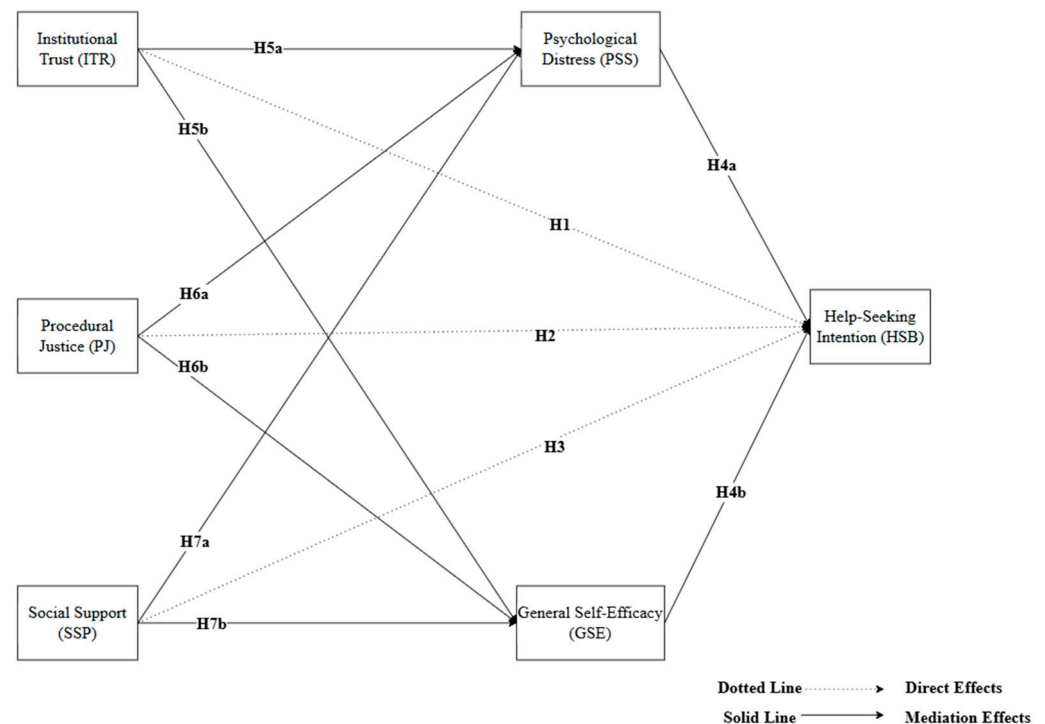 Institutional
Trust (ITR)
H5a
Psychological
Distress (PSS)
H5b
H4a
H1
H6a
Procedural
Justice (PJ)
H2
Help-Seeking
Intention (HSB)
H6b
H3
H4b
H7a
Social Support
(SSP)
H7b
General Self-Efficacy
(GSE)
Dotted Line Direct Effects
Solid Line Mediation Effects